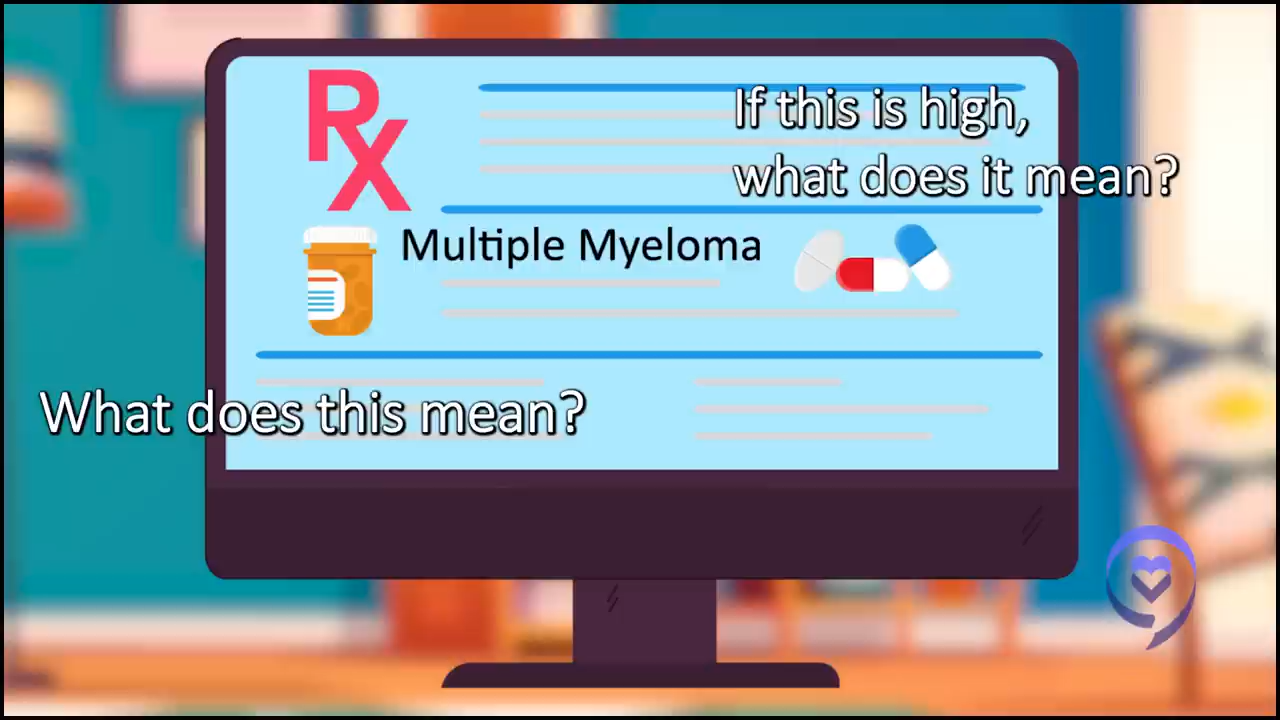 Rx
If this is high,
what does it mean?
Multiple Myeloma
What does this mean?